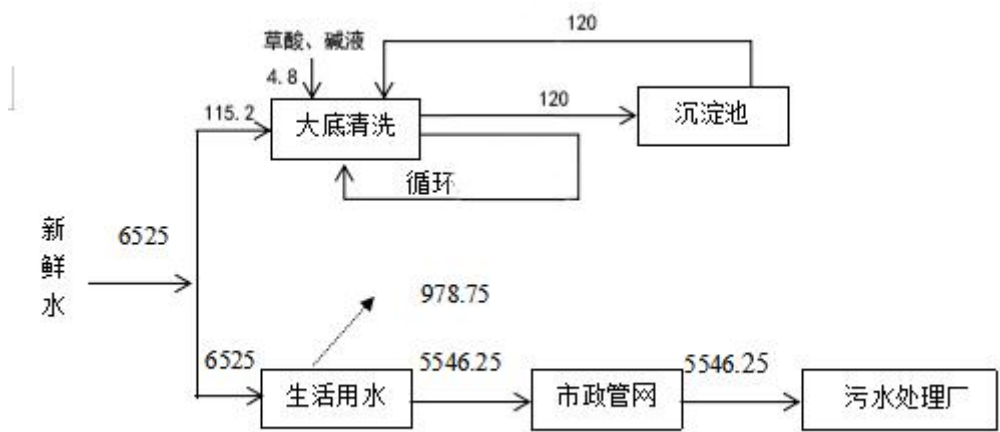 120
草酸、碱液
4.8
115.2
大底清洗
120
沉淀池
循环
新鲜水
6525
978.75
6525
生活用水
5546.25
市政管网
5546.25
污水处理厂